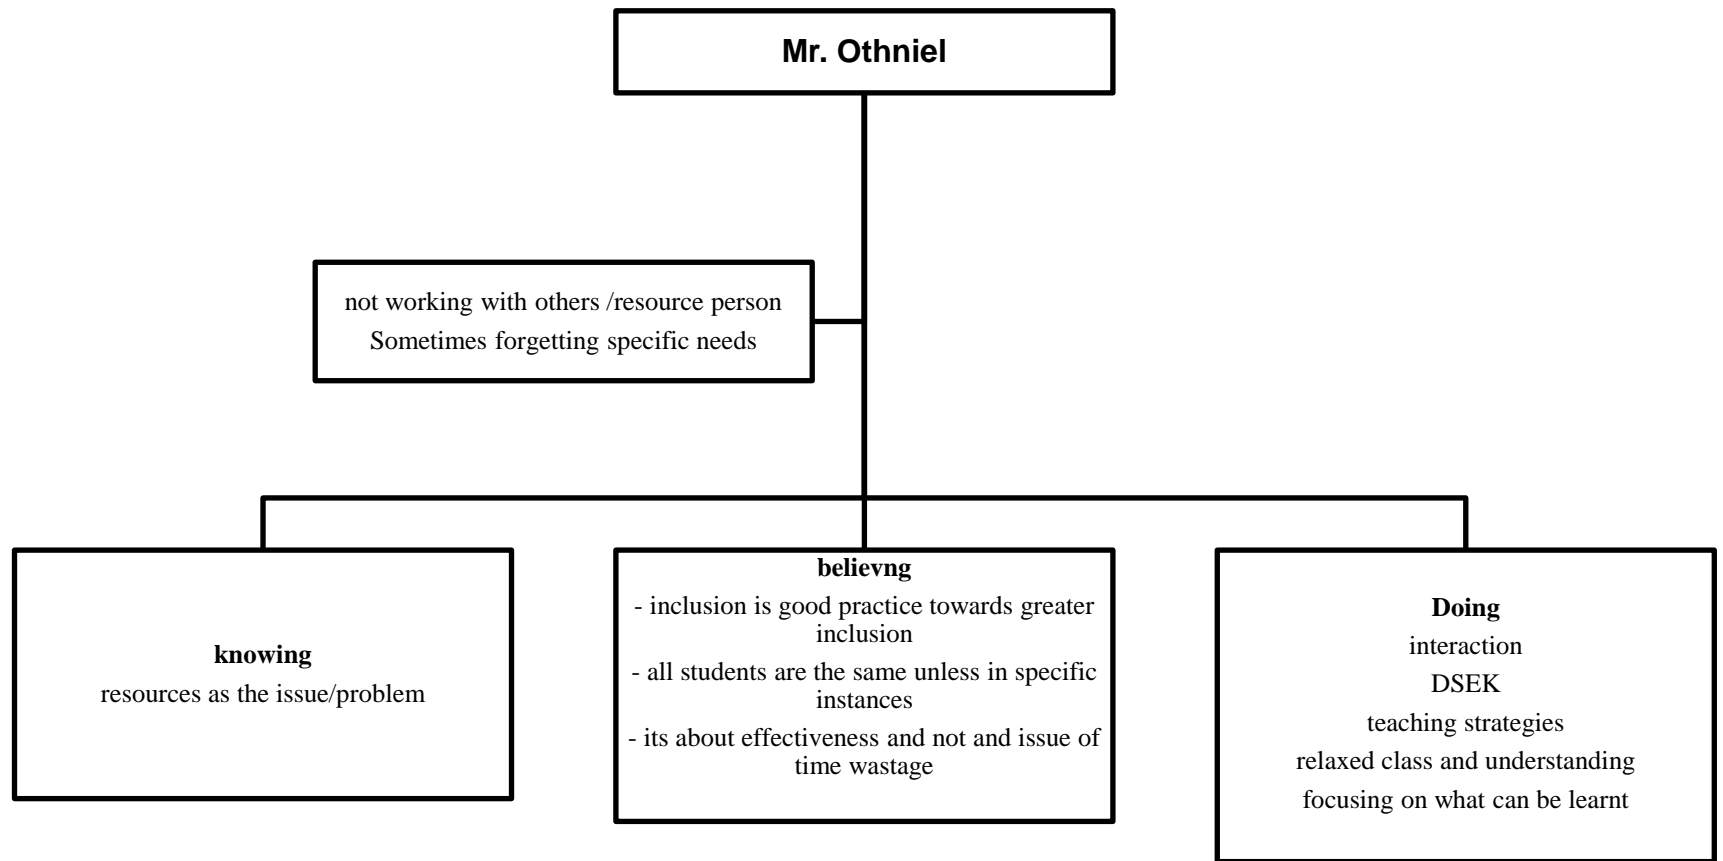 Mr. Othniel
not working with others /resource person
Sometimes forgetting specific needs
knowing
resources as the issue/problem
believng
- inclusion is good practice towards greater
inclusion
- all students are the same unless in specific
instances
- its about effectiveness and not and issue of
time wastage
Doing
interaction
DSEK
teaching strategies
relaxed class and understanding
focusing on what can be learnt